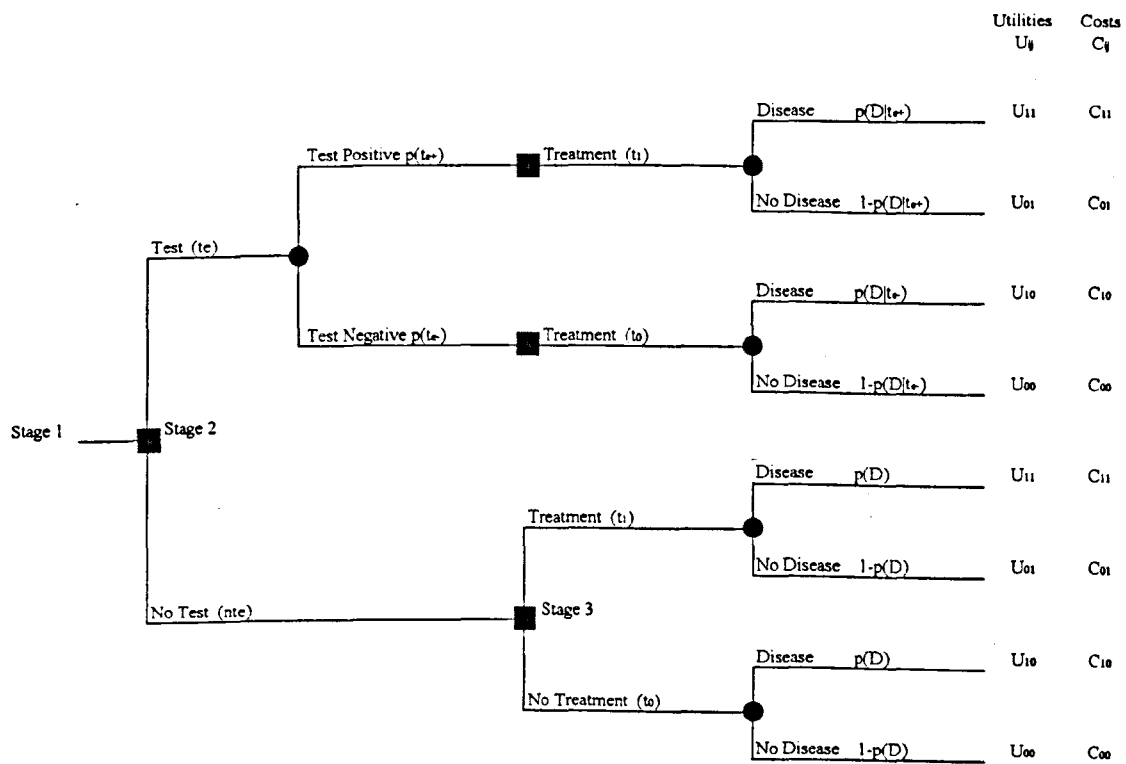 Utilities Costs
Uij Cij
Disease p(D|te+) U11 C11
Test Positive p(te+) Treatment (t1)
No Disease 1-p(D|te+) U01 C01
Test (te)
Disease p(D|te-) U10 C10
Test Negative p(te-) Treatment (t0)
No Disease 1-p(D|te-) U00 C00
Stage 1 Stage 2
Disease p(D) U11 C11
Treatment (t1)
No Disease 1-p(D) U01 C01
No Test (nte) Stage 3
Disease p(D) U10 C10
No Treatment (t0)
No Disease 1-p(D) U00 C00